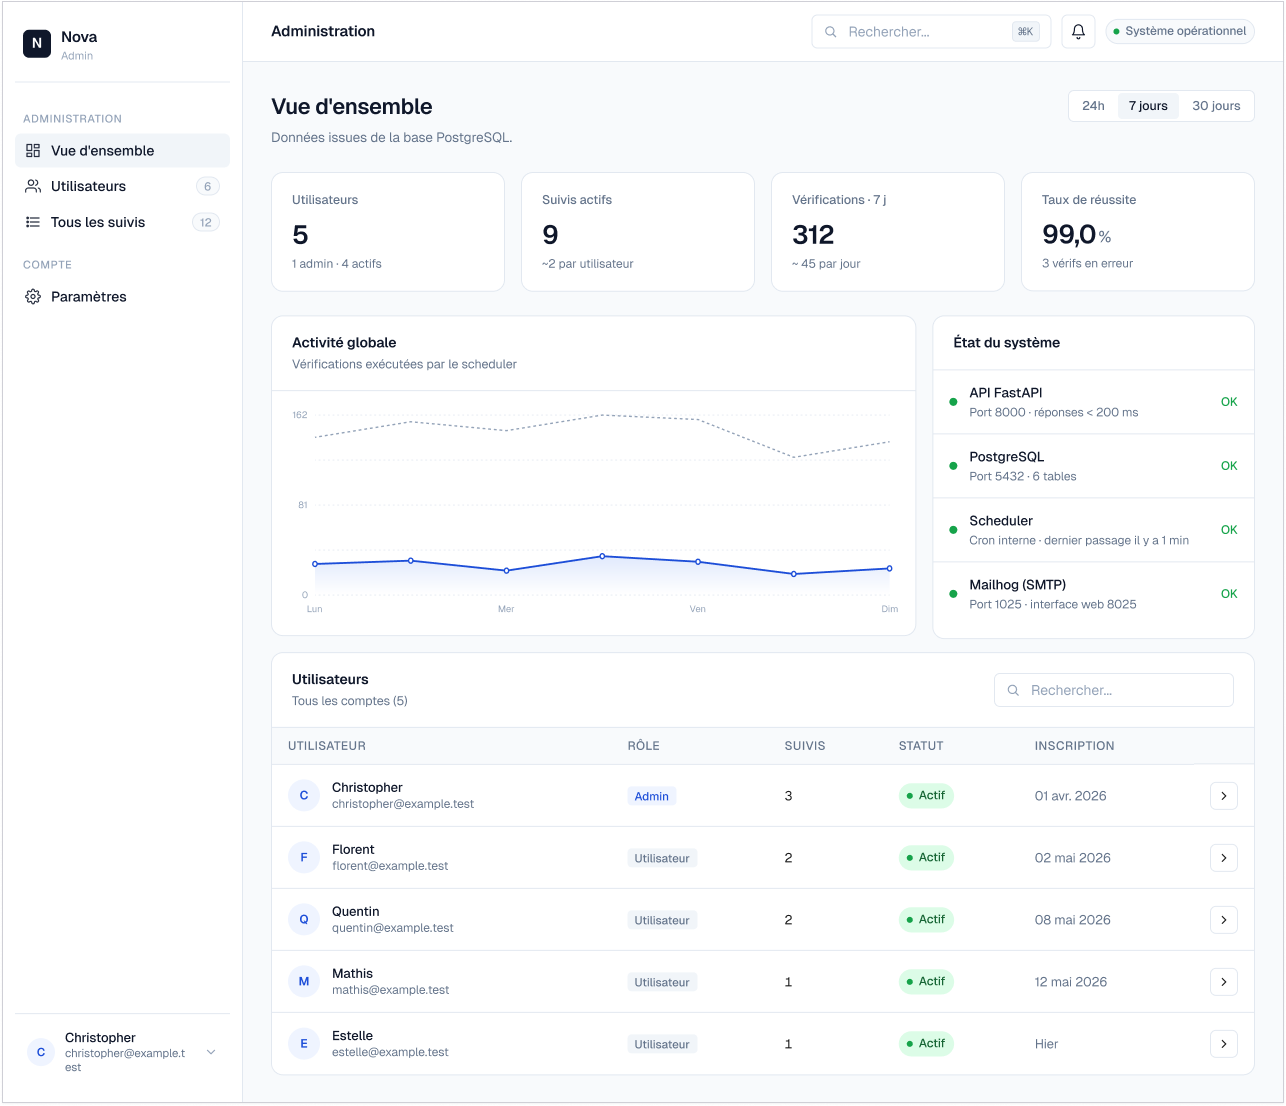 N
Nova
Admin
ADMINISTRATION
Vue d'ensemble
Utilisateurs 6
Tous les suivis 12
COMPTE
Paramètres
C
Christopher
christopher@example.t
est
Administration
Rechercher... ⌘K
Système opérationnel
Vue d'ensemble
Données issues de la base PostgreSQL.
24h 7 jours 30 jours
Utilisateurs
5
1 admin · 4 actifs
Suivis actifs
9
~2 par utilisateur
Vérifications · 7 j
312
~ 45 par jour
Taux de réussite
99,0 %
3 vérifs en erreur
Activité globale
Vérifications exécutées par le scheduler
162
81
0
Lun Mer Ven Dim
État du système
API FastAPI
Port 8000 · réponses < 200 ms
OK
PostgreSQL
Port 5432 · 6 tables
OK
Scheduler
Cron interne · dernier passage il y a 1 min
OK
Mailhog (SMTP)
Port 1025 · interface web 8025
OK
Utilisateurs
Tous les comptes (5)
Rechercher...
UTILISATEUR RÔLE SUIVIS STATUT INSCRIPTION
C Christopher
christopher@example.test
Admin 3 Actif 01 avr. 2026
F Florent
florent@example.test
Utilisateur 2 Actif 02 mai 2026
Q Quentin
quentin@example.test
Utilisateur 2 Actif 08 mai 2026
M Mathis
mathis@example.test
Utilisateur 1 Actif 12 mai 2026
E Estelle
estelle@example.test
Utilisateur 1 Actif Hier